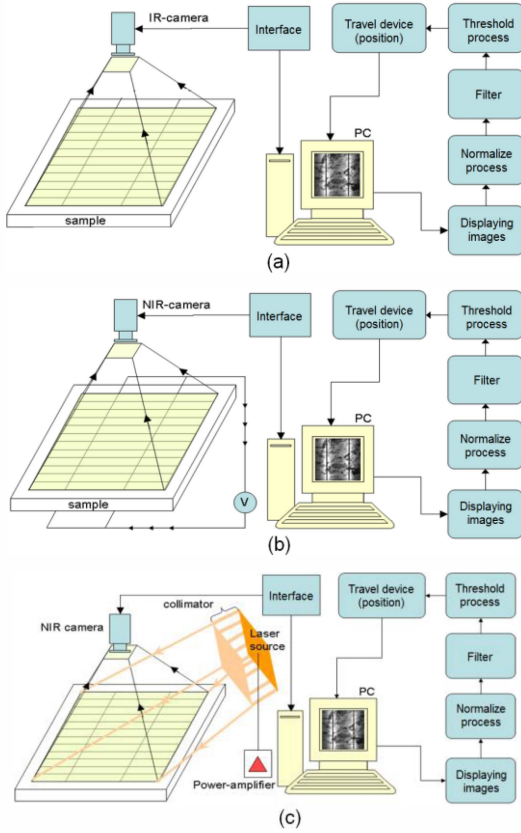 IR-camera
Interface
Travel device
(position)
Threshold
process
Filter
PC
Normalize
process
sample
Displaying
images
(a)
NIR-camera
Interface
Travel device
(position)
Threshold
process
Filter
PC
Normalize
process
sample
V
Displaying
images
(b)
collimator
Interface
Travel device
(position)
Threshold
process
NIR camera
Laser
source
Filter
PC
Normalize
process
Power-amplifier
Displaying
images
(c)